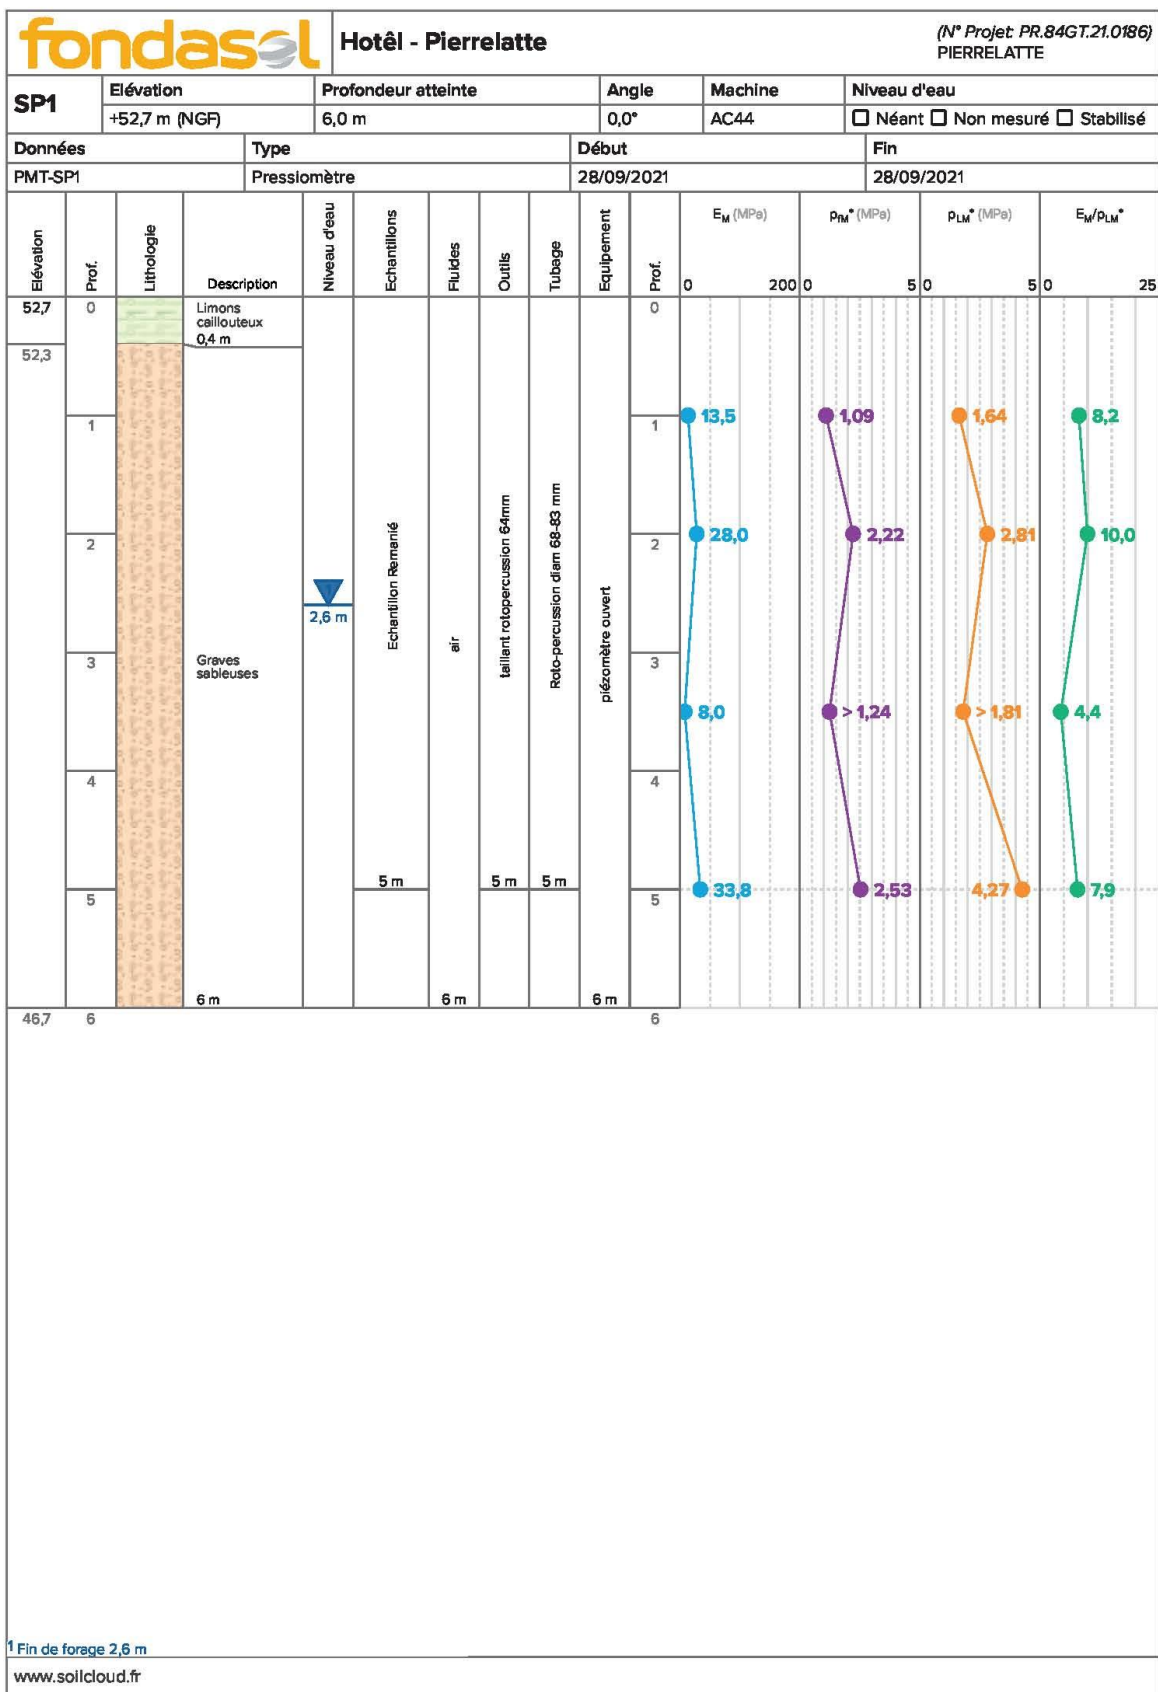 fondasol
Hotêl - Pierrelatte
(N° Projet: PR.84GT.21.0186)
PIERRELATTE
SP1
Elévation
Profondeur atteinte
Angle
Machine
Niveau d'eau
+52,7 m (NGF)
6,0 m
0,0°
AC44
☐ Néant ☐ Non mesuré ☐ Stabilisé
Données
Type
Début
Fin
PMT-SP1
Pressiomètre
28/09/2021
28/09/2021
Elévation
Prof.
Lithologie
Description
Niveau d'eau
Echantillons
Fluides
Outils
Tubage
Equipement
Prof.
E_M (MPa)
p_fM* (MPa)
p_LM* (MPa)
E_M/p_LM*
0 200
0 5
0 5
0 25
52,7
0
Limons
caillouteux
0,4 m
0
52,3
1
1
13,5
1,09
1,64
8,2
2
2
28,0
2,22
2,81
10,0
1
2,6 m
Echantillon Remanié
air
taillant rotopercussion 64mm
Roto-percussion diam 68-83 mm
piézomètre ouvert
3
Graves
sableuses
3
8,0
> 1,24
> 1,81
4,4
4
4
5 m
5 m
5 m
5
5
33,8
2,53
4,27
7,9
6 m
6 m
6 m
46,7
6
6
1 Fin de forage 2,6 m
www.soilcloud.fr